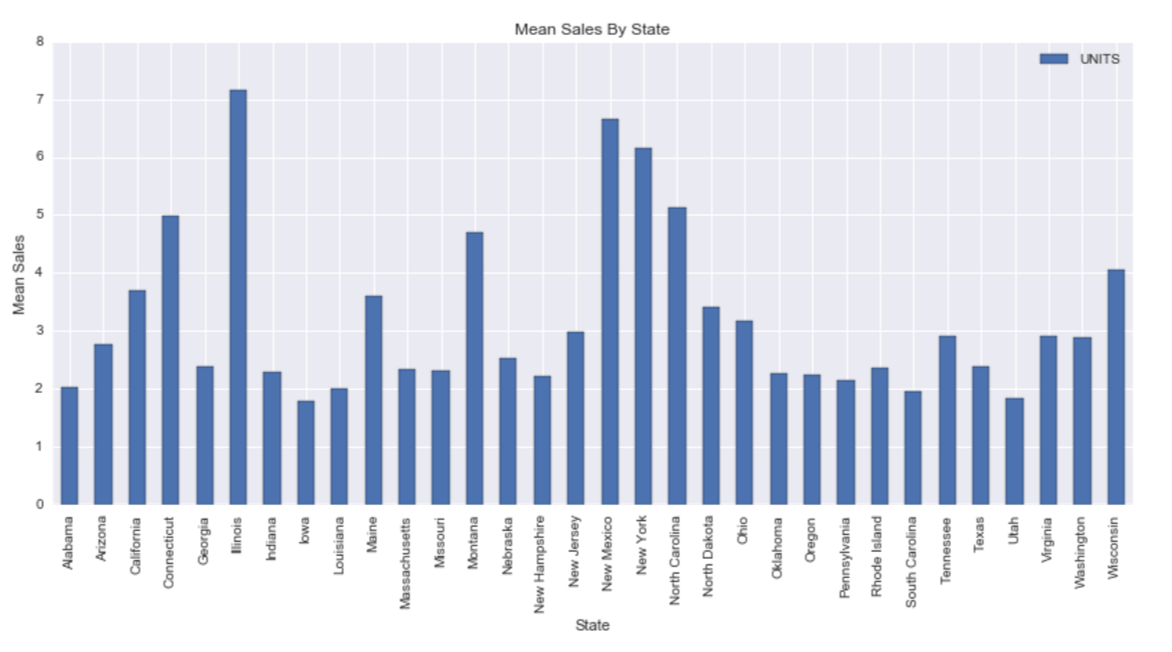 Mean Sales By State
UNITS
Mean Sales
8
7
6
5
4
3
2
1
0
Alabama
Arizona
California
Connecticut
Georgia
Illinois
Indiana
Iowa
Louisiana
Maine
Massachusetts
Missouri
Montana
Nebraska
New Hampshire
New Jersey
New Mexico
New York
North Carolina
North Dakota
Ohio
Oklahoma
Oregon
Pennsylvania
Rhode Island
South Carolina
Tennessee
Texas
Utah
Virginia
Washington
Wisconsin
State